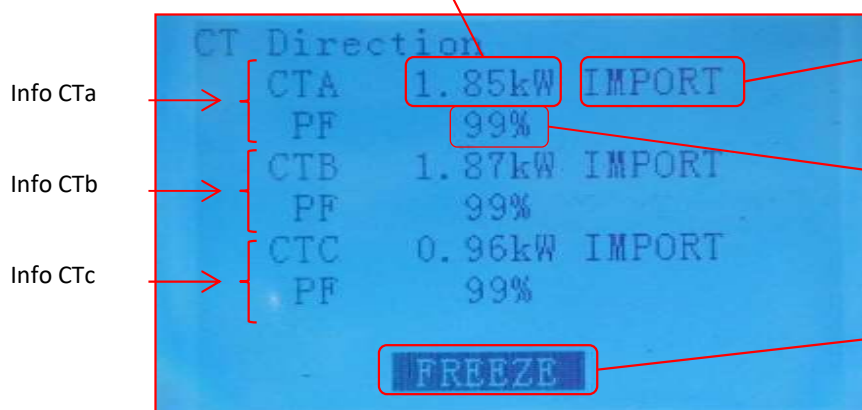 CT Direction
Info CTa
CTA 1.85kW IMPORT
PF 99%
Info CTb
CTB 1.87kW IMPORT
PF 99%
Info CTc
CTC 0.96kW IMPORT
PF 99%
FREEZE